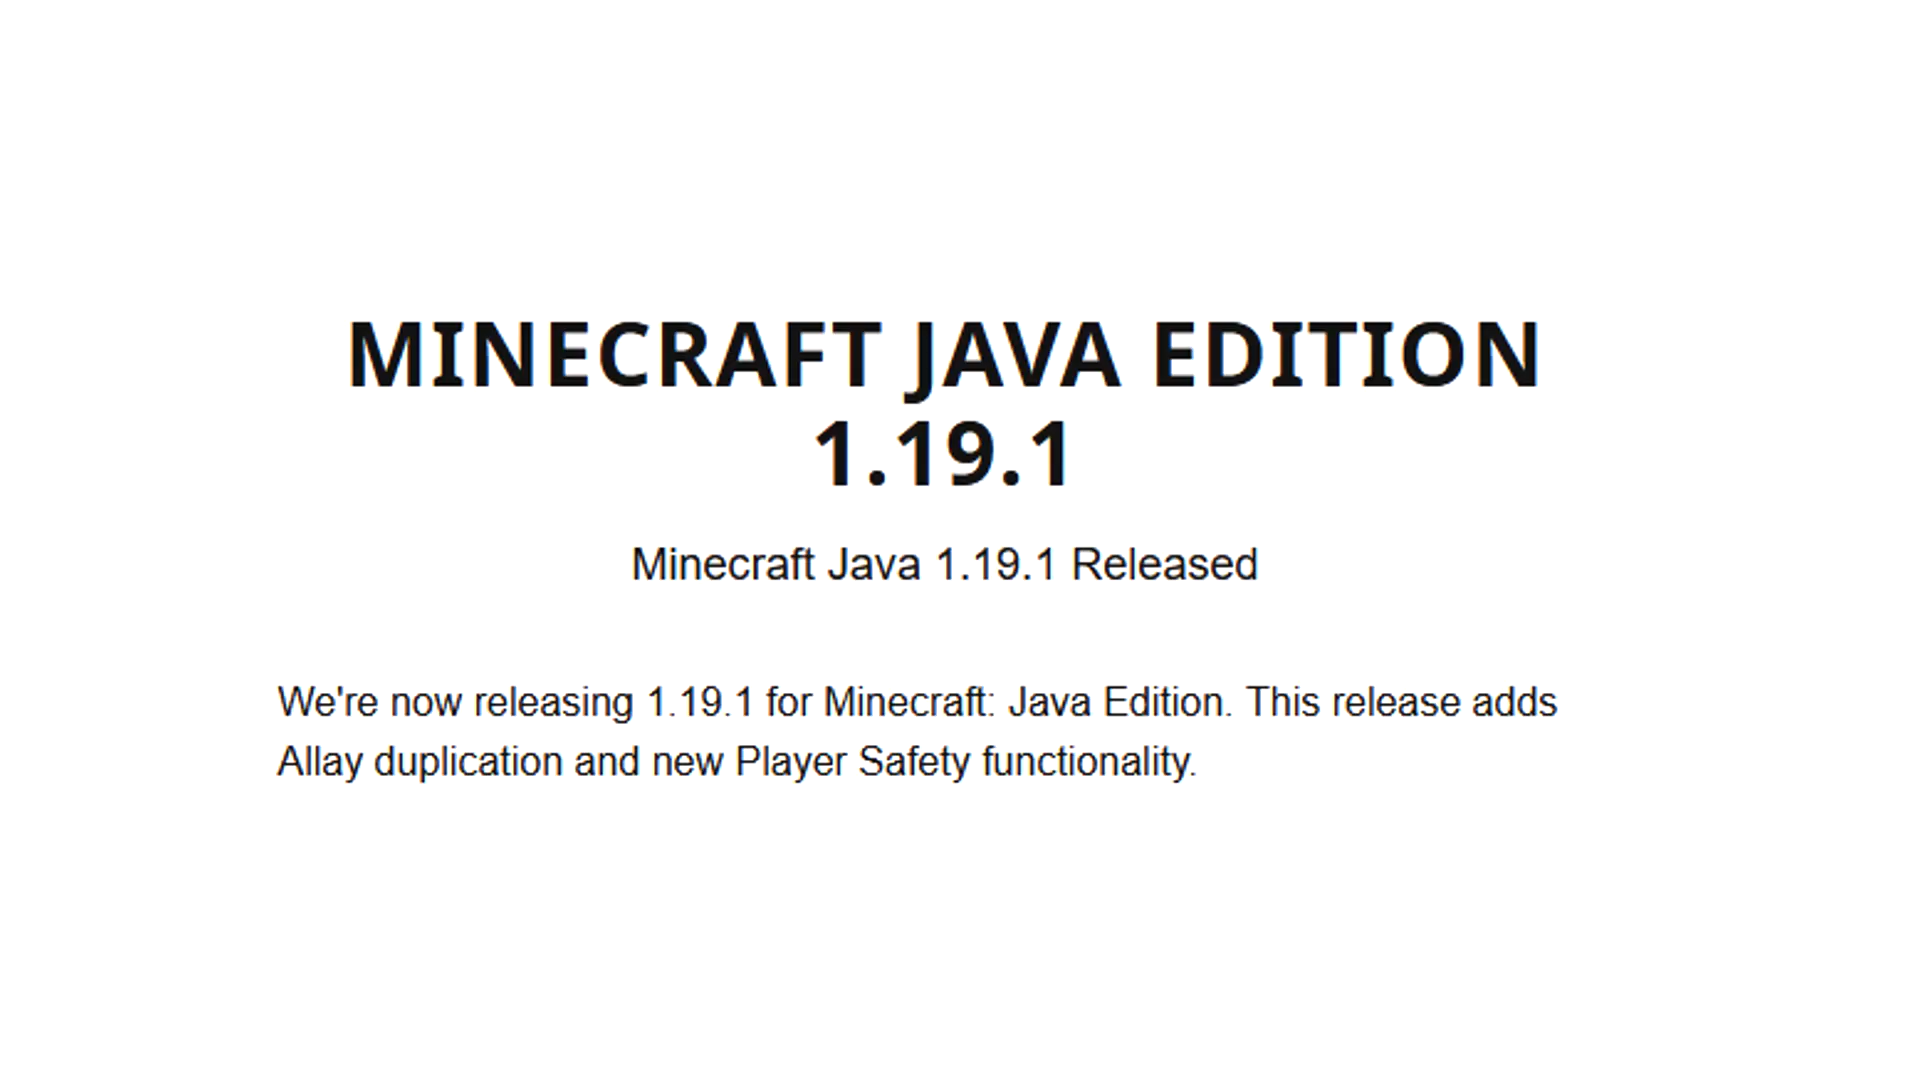 MINECRAFT JAVA EDITION
1.19.1
Minecraft Java 1.19.1 Released
We're now releasing 1.19.1 for Minecraft: Java Edition. This release adds
Allay duplication and new Player Safety functionality.